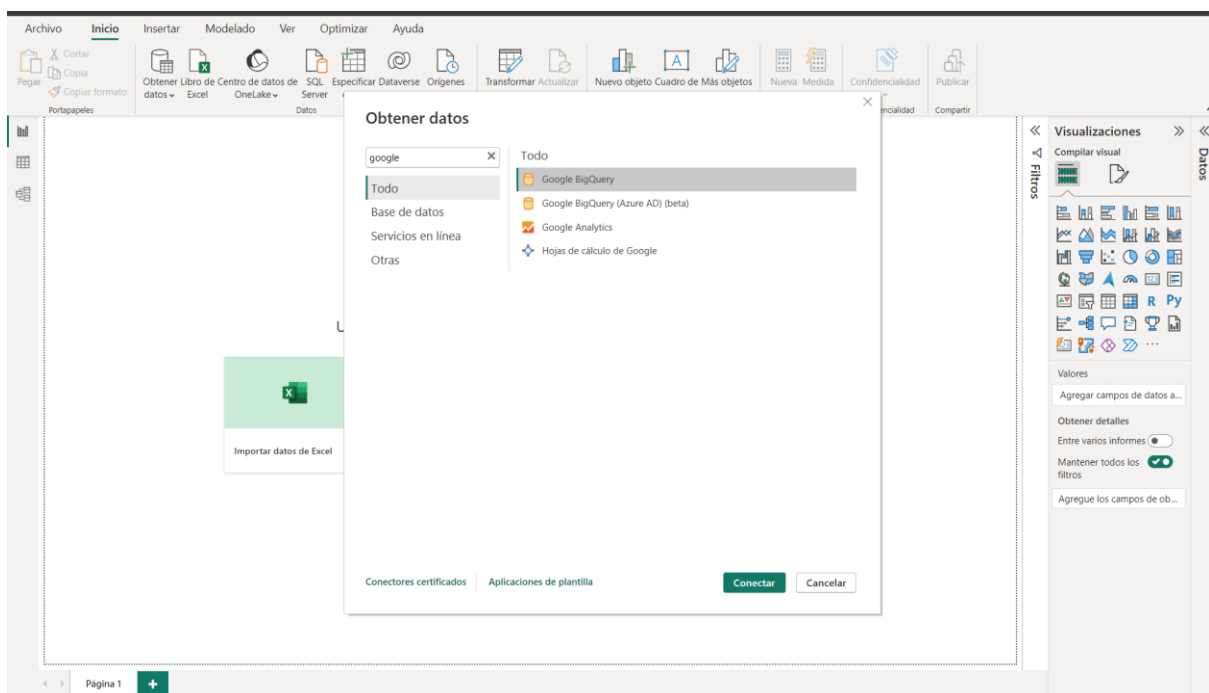 Archivo Inicio Insertar Modelado Ver Optimizar Ayuda
Pegar
Cortar
Copia
Copiar formato
Portapapeles
Obtener datos
Libro de Excel
Centro de datos de OneLake
SQL Server
Especificar
Dataverse
Orígenes
Datos
Transformar
Actualizar
Nuevo objeto
Cuadro de
A
Más objetos
Nueva
Medida
Confidencialidad
encialidad
Publicar
Compartir
Obtener datos
google
Todo
Base de datos
Servicios en línea
Otras
Todo
Google BigQuery
Google BigQuery (Azure AD) (beta)
Google Analytics
Hojas de cálculo de Google
Conectores certificados
Aplicaciones de plantilla
Conectar
Cancelar
U
Importar datos de Excel
Filtros
Visualizaciones
Compilar visual
R Py
Valores
Agregar campos de datos a...
Obtener detalles
Entre varios informes
Mantener todos los
filtros
Agregue los campos de ob...
Datos
Página 1